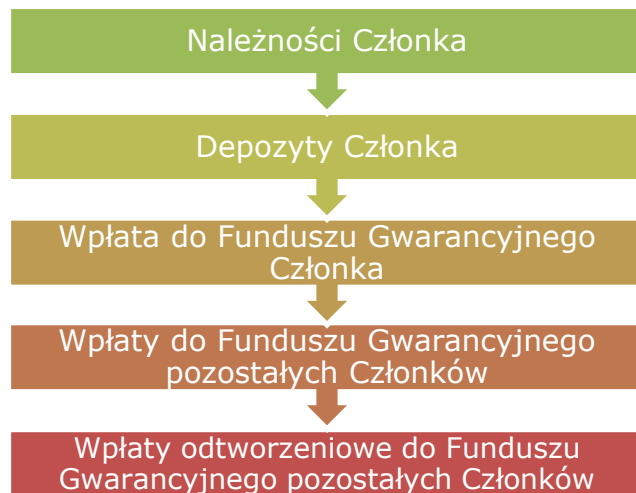 Należności Członka
Depozyty Członka
Wpłata do Funduszu Gwarancyjnego
Członka
Wpłaty do Funduszu Gwarancyjnego
pozostałych Członków
Wpłaty odtworzeniowe do Funduszu
Gwarancyjnego pozostałych Członków